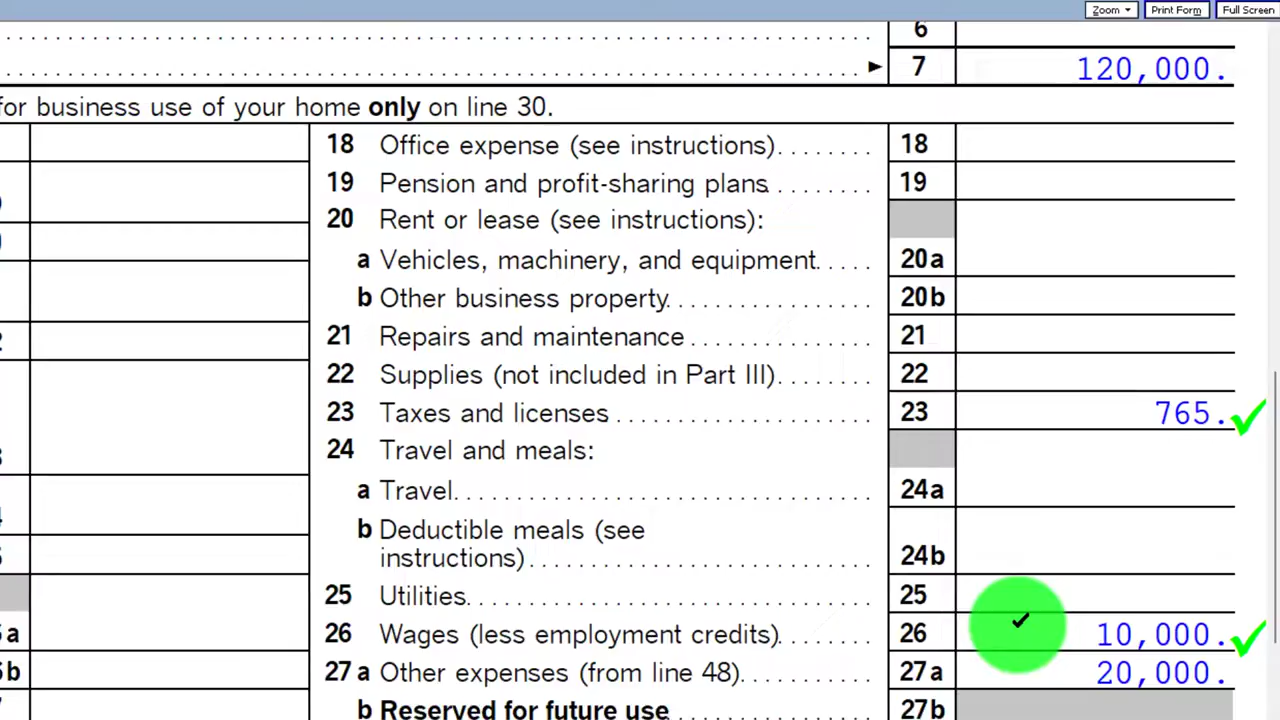 Zoom Print Form Full Screen
6
7 120,000.
for business use of your home only on line 30.
18 Office expense (see instructions) 18
19 Pension and profit-sharing plans 19
20 Rent or lease (see instructions):
a Vehicles, machinery, and equipment 20a
b Other business property 20b
21 Repairs and maintenance 21
22 Supplies (not included in Part III) 22
23 Taxes and licenses 23 765.
24 Travel and meals:
a Travel 24a
b Deductible meals (see
instructions) 24b
25 Utilities 25
a 26 Wages (less employment credits) 26 10,000.
b 27a Other expenses (from line 48) 27a 20,000.
b Reserved for future use 27b